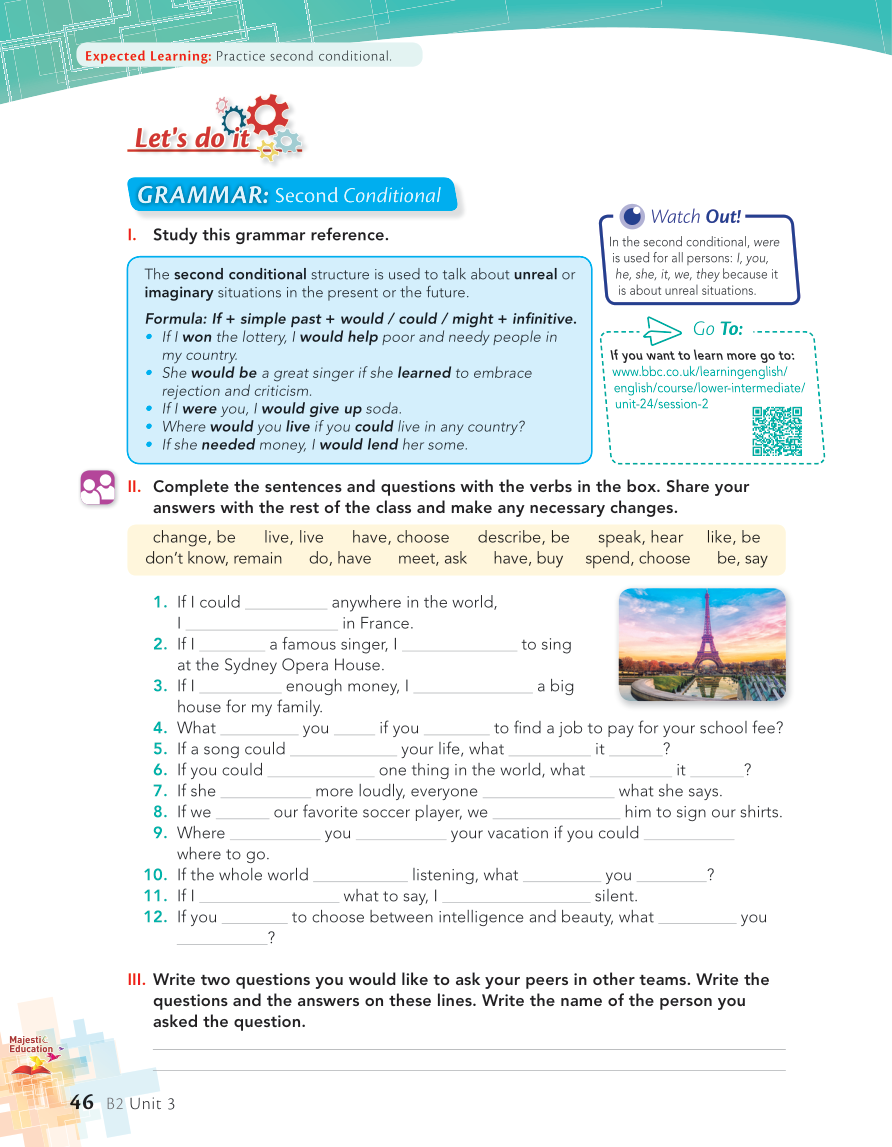 Expected Learning: Practice second conditional.
Let's do it
GRAMMAR: Second Conditional
I. Study this grammar reference.
The second conditional structure is used to talk about unreal or
imaginary situations in the present or the future.
Formula: If + simple past + would / could / might + infinitive.
• If I won the lottery, I would help poor and needy people in
my country.
• She would be a great singer if she learned to embrace
rejection and criticism.
• If I were you, I would give up soda.
• Where would you live if you could live in any country?
• If she needed money, I would lend her some.
Watch Out!
In the second conditional, were
is used for all persons: I, you,
he, she, it, we, they because it
is about unreal situations.
Go To:
If you want to learn more go to:
www.bbc.co.uk/learningenglish/
english/course/lower-intermediate/
unit-24/session-2
II. Complete the sentences and questions with the verbs in the box. Share your
answers with the rest of the class and make any necessary changes.
change, be live, live have, choose describe, be speak, hear like, be
don't know, remain do, have meet, ask have, buy spend, choose be, say
1. If I could __________ anywhere in the world,
I __________________ in France.
2. If I ________ a famous singer, I ______________ to sing
at the Sydney Opera House.
3. If I __________ enough money, I ______________ a big
house for my family.
4. What _________ you _____ if you ________ to find a job to pay for your school fee?
5. If a song could _____________ your life, what __________ it ______?
6. If you could _____________ one thing in the world, what __________ it ______?
7. If she ___________ more loudly, everyone ________________ what she says.
8. If we ______ our favorite soccer player, we _______________ him to sign our shirts.
9. Where ___________ you ___________ your vacation if you could ___________
where to go.
10. If the whole world ___________ listening, what _________ you ________?
11. If I _________________ what to say, I __________________ silent.
12. If you ________ to choose between intelligence and beauty, what _________ you
___________?
III. Write two questions you would like to ask your peers in other teams. Write the
questions and the answers on these lines. Write the name of the person you
asked the question.
Majestic
Education
46 B2 Unit 3